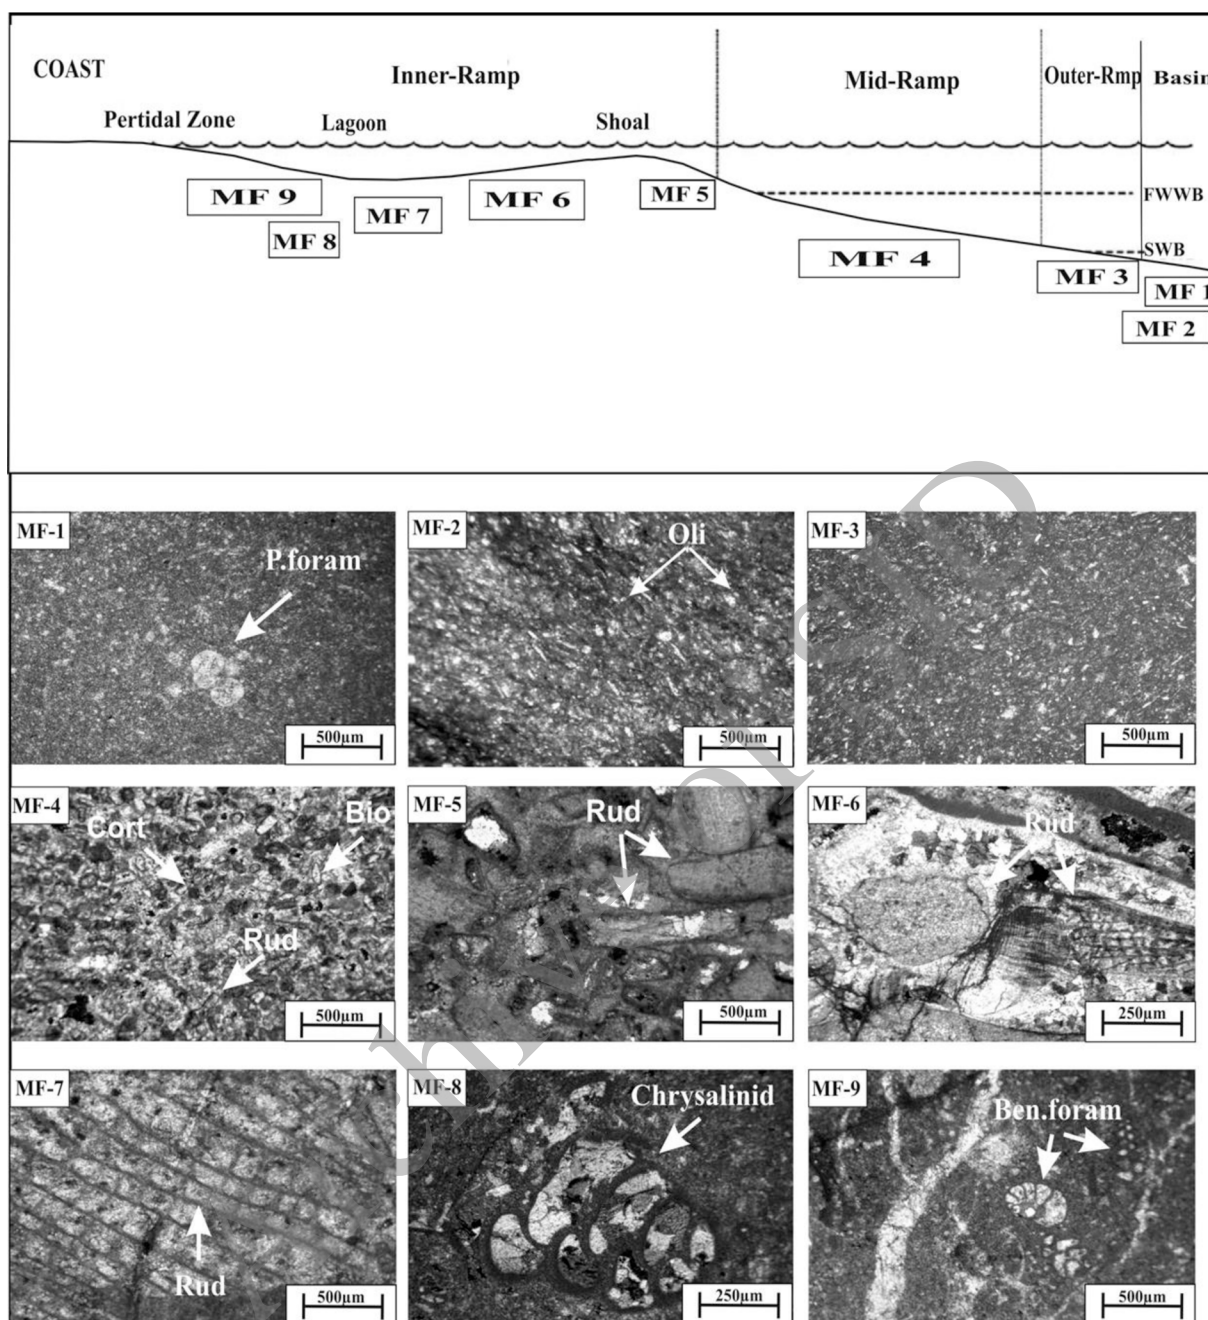 COAST
Inner-Ramp
Mid-Ramp
Outer-Rmp
Basin
Pertidal Zone
Lagoon
Shoal
MF 9
MF 8
MF 7
MF 6
MF 5
FWWB
MF 4
SWB
MF 3
MF 1
MF 2
MF-1
P.foram
500µm
MF-2
Oli
500µm
MF-3
500µm
MF-4
Cort
Bio
Rud
500µm
MF-5
Rud
500µm
MF-6
Rud
250µm
MF-7
Rud
500µm
MF-8
Chrysalinid
250µm
MF-9
Ben.foram
500µm